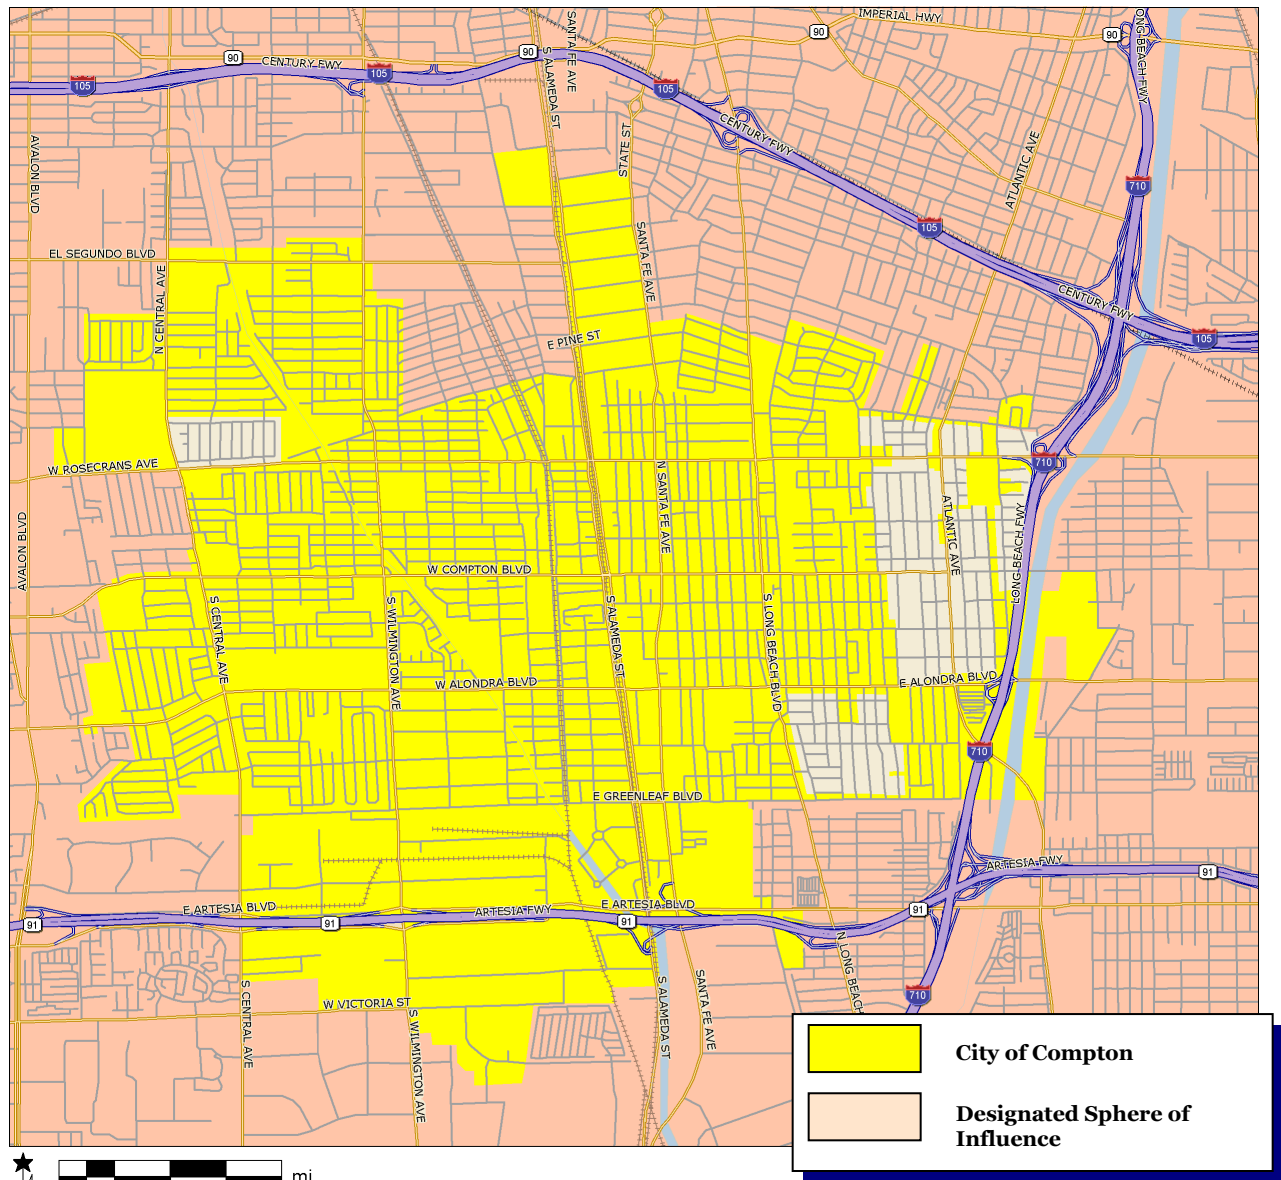 IMPERIAL HWY
SANTA FE AVE
90
90
90
90
105
CENTURY FWY
105
S ALAMEDA ST
105
LONG BEACH FWY
CENTURY FWY
STATE ST
ATLANTIC AVE
AVALON BLVD
710
105
SANTA FE AVE
EL SEGUNDO BLVD
N CENTRAL AVE
CENTURY FWY
105
E PINE ST
W ROSECRANS AVE
710
N SANTA FE AVE
ATLANTIC AVE
LONG BEACH FWY
AVALON BLVD
W COMPTON BLVD
S CENTRAL AVE
S WILMINGTON AVE
S ALAMEDA ST
S LONG BEACH BLVD
W ALONDRA BLVD
E ALONDRA BLVD
710
E GREENLEAF BLVD
ARTESIA FWY
91
E ARTESIA BLVD
ARTESIA FWY
E ARTESIA BLVD
91
91
91
91
N LONG BEACH
S CENTRAL AVE
W VICTORIA ST
S WILMINGTON AVE
S ALAMEDA ST
SANTA FE AVE
710
City of Compton
Designated Sphere of
Influence
mi